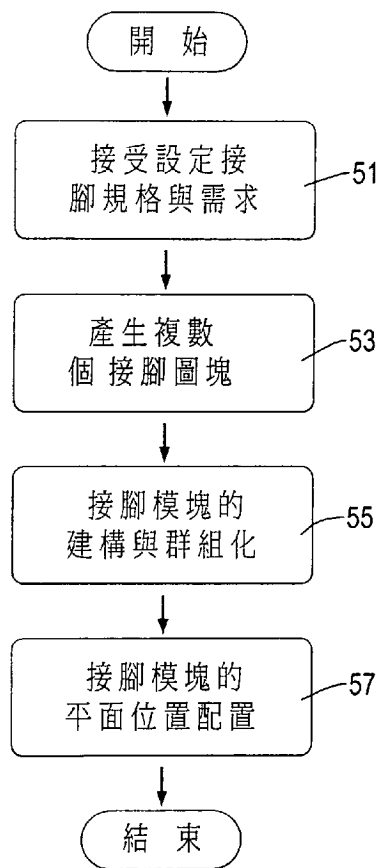 開 始
接受設定接
腳規格與需求
51
產生複數
個 接腳圖塊
53
接腳模塊的
建構與群組化
55
接腳模塊的
平面位置配置
57
結 束